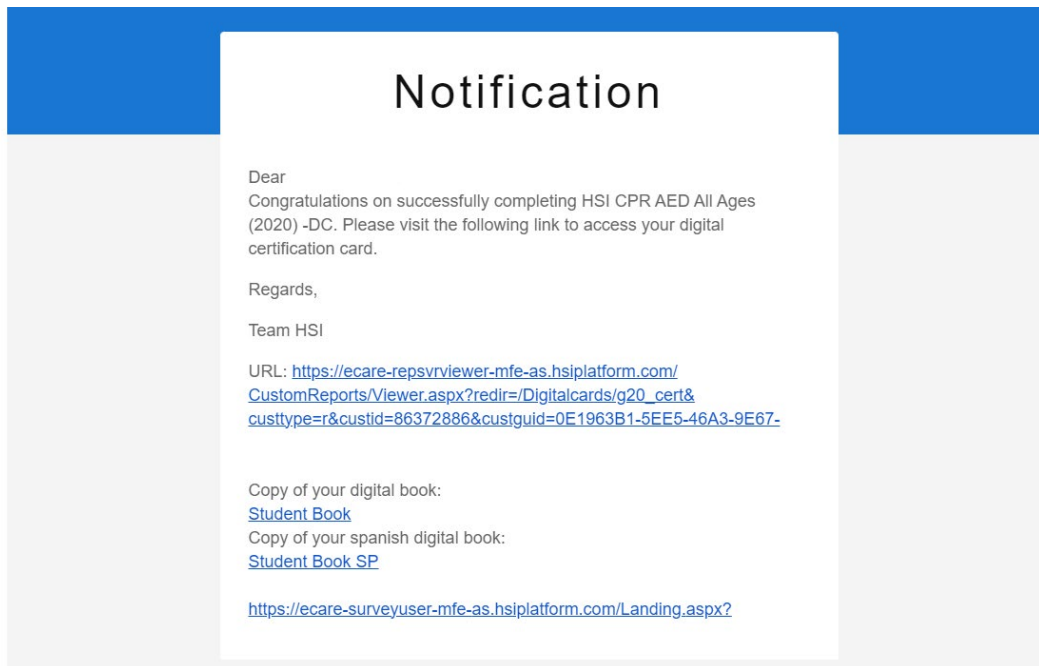 Notification
Dear
Congratulations on successfully completing HSI CPR AED All Ages
(2020) -DC. Please visit the following link to access your digital
certification card.
Regards,
Team HSI
URL: https://ecare-repsvrviewer-mfe-as.hsiplatform.com/
CustomReports/Viewer.aspx?redir=/Digitalcards/g20_cert&
custtype=r&custid=86372886&custguid=0E1963B1-5EE5-46A3-9E67-
Copy of your digital book:
Student Book
Copy of your spanish digital book:
Student Book SP
https://ecare-surveyuser-mfe-as.hsiplatform.com/Landing.aspx?